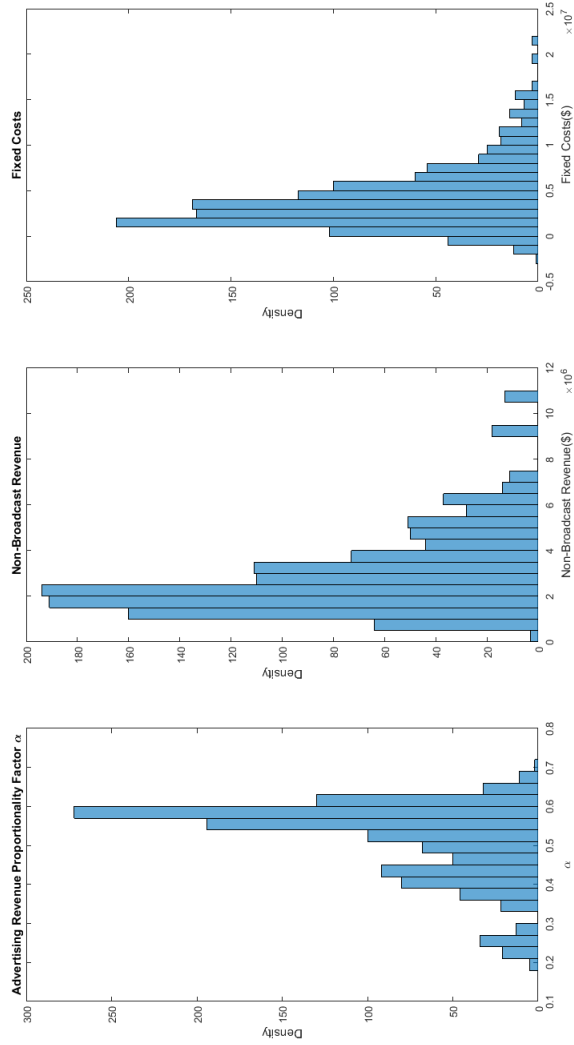 Advertising Revenue Proportionality Factor α
300
250
200
150
100
50
0
Density
0.1 0.2 0.3 0.4 0.5 0.6 0.7 0.8
α
Non-Broadcast Revenue
200
180
160
140
120
100
80
60
40
20
0
Density
0 2 4 6 8 10 12
×10⁶
Non-Broadcast Revenue($)
Fixed Costs
250
200
150
100
50
0
Density
-0.5 0 0.5 1 1.5 2 2.5
×10⁷
Fixed Costs($)